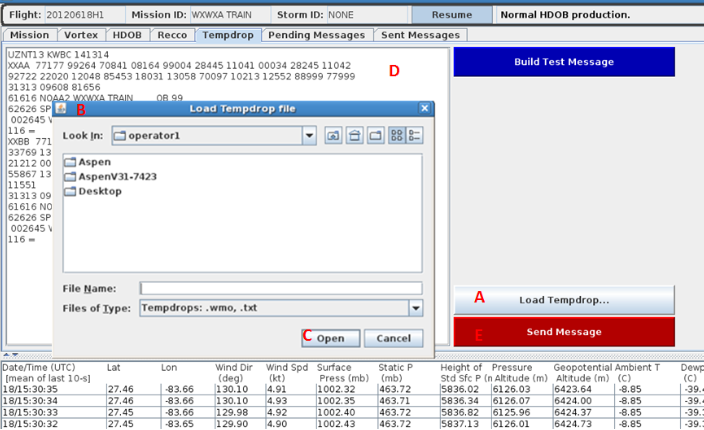 Flight: 20120618H1 Mission ID: WXWXA TRAIN Storm ID: NONE Resume Normal HDOB production.
Mission Vortex HDOB Recco Tempdrop Pending Messages Sent Messages
UZNT13 KWBC 141314
XXAA 77177 99264 70841 08164 99004 28445 11041 00034 28245 11042
92722 22020 12048 85453 18031 13058 70097 10213 12552 88999 77999
31313 09608 81656
61616 NOAA2 WXWXA TRAIN OB 99
62626 SP
002645 W
116 =
XXBB 771
33769 13
21212 00
55867 13
11551
31313 09
61616 NO
62626 SP
002645 W
116 =
D
Build Test Message
B Load Tempdrop file
Look In: operator1
Aspen
AspenV31-7423
Desktop
File Name:
Files of Type: Tempdrops: .wmo, .txt
C Open Cancel
A Load Tempdrop...
E Send Message
Date/Time (UTC) Lat Lon Wind Dir Wind Spd Surface Static P Height of Pressure Geopotential Ambient T Dewp
[mean of last 10-s] (deg) (kt) Press (mb) (mb) Std Sfc P (n Altitude (m) Altitude (m) (C) (C)
18/15:30:35 27.46 -83.66 130.10 4.91 1002.32 463.72 5836.02 6126.03 6423.64 -8.85 -39.4
18/15:30:34 27.46 -83.66 130.10 4.93 1002.35 463.71 5836.34 6126.07 6424.00 -8.85
18/15:30:33 27.45 -83.66 129.98 4.92 1002.40 463.72 5836.82 6125.96 6424.37 -8.85
18/15:30:32 27.45 -83.65 129.90 4.90 1002.43 463.72 5837.13 6126.01 6424.73 -8.85